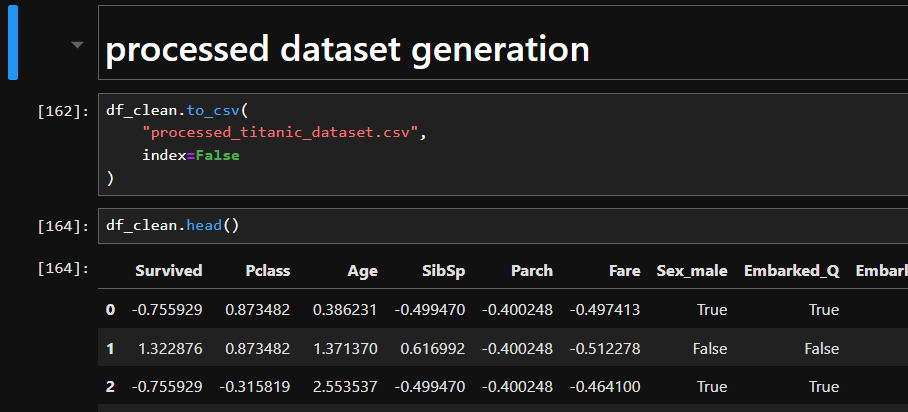 processed dataset generation
[162]: df_clean.to_csv(
"processed_titanic_dataset.csv",
index=False
)
[164]: df_clean.head()
[164]: Survived Pclass Age SibSp Parch Fare Sex_male Embarked_Q Embarl
0 -0.755929 0.873482 0.386231 -0.499470 -0.400248 -0.497413 True True
1 1.322876 0.873482 1.371370 0.616992 -0.400248 -0.512278 False False
2 -0.755929 -0.315819 2.553537 -0.499470 -0.400248 -0.464100 True True